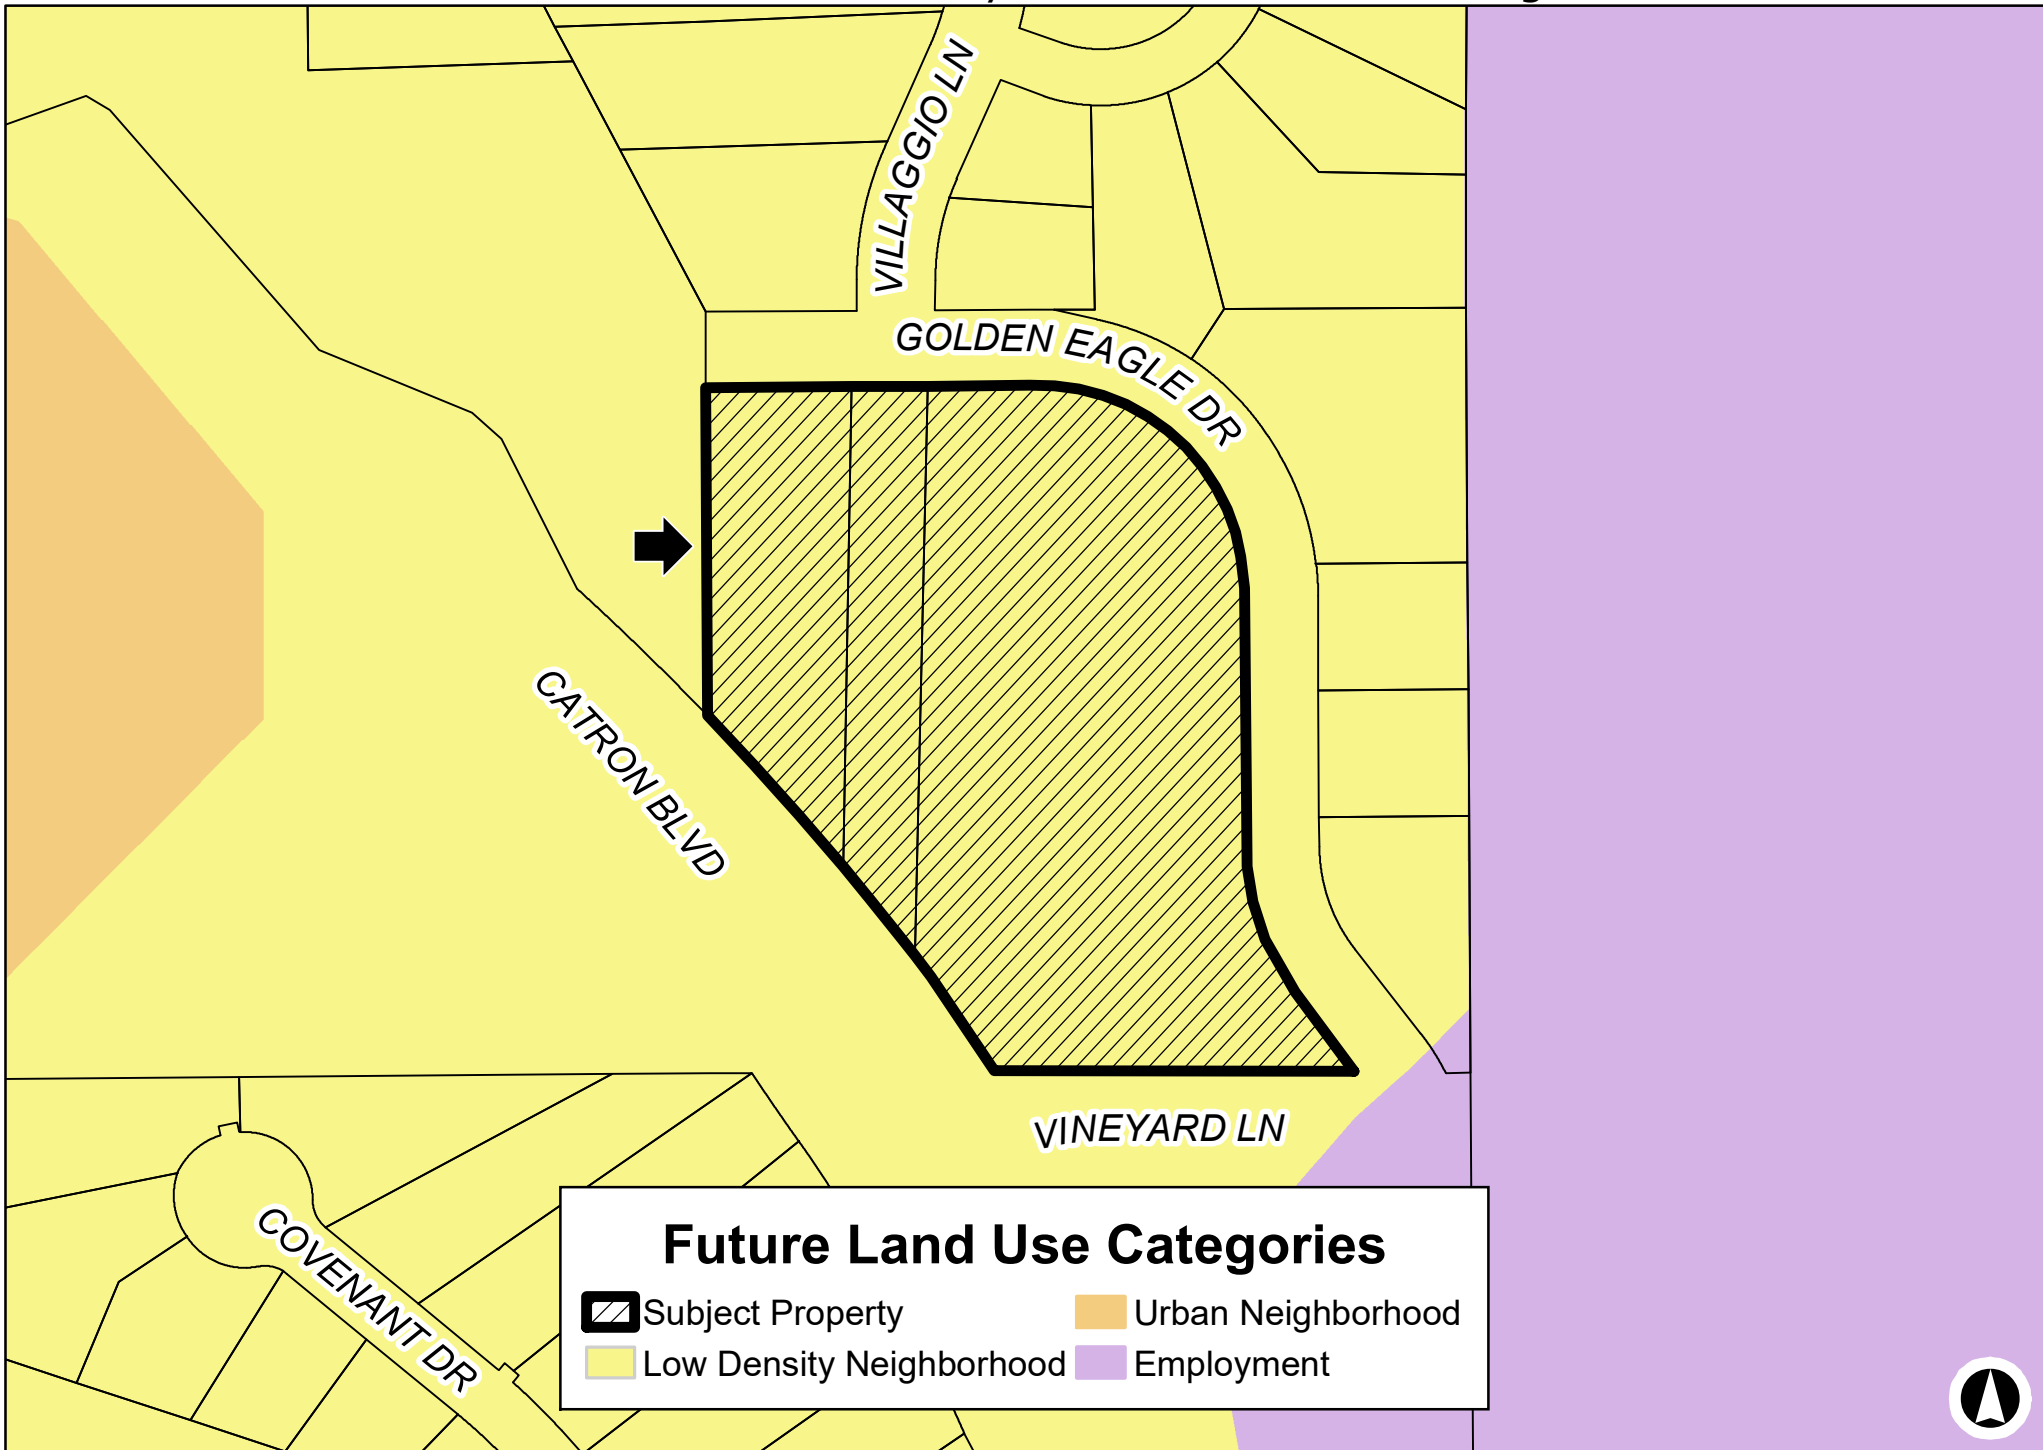 VILLAGGIO LN
GOLDEN EAGLE DR
CATRON BLVD
VINEYARD LN
COVENANT DR
Future Land Use Categories
Subject Property
Urban Neighborhood
Low Density Neighborhood
Employment